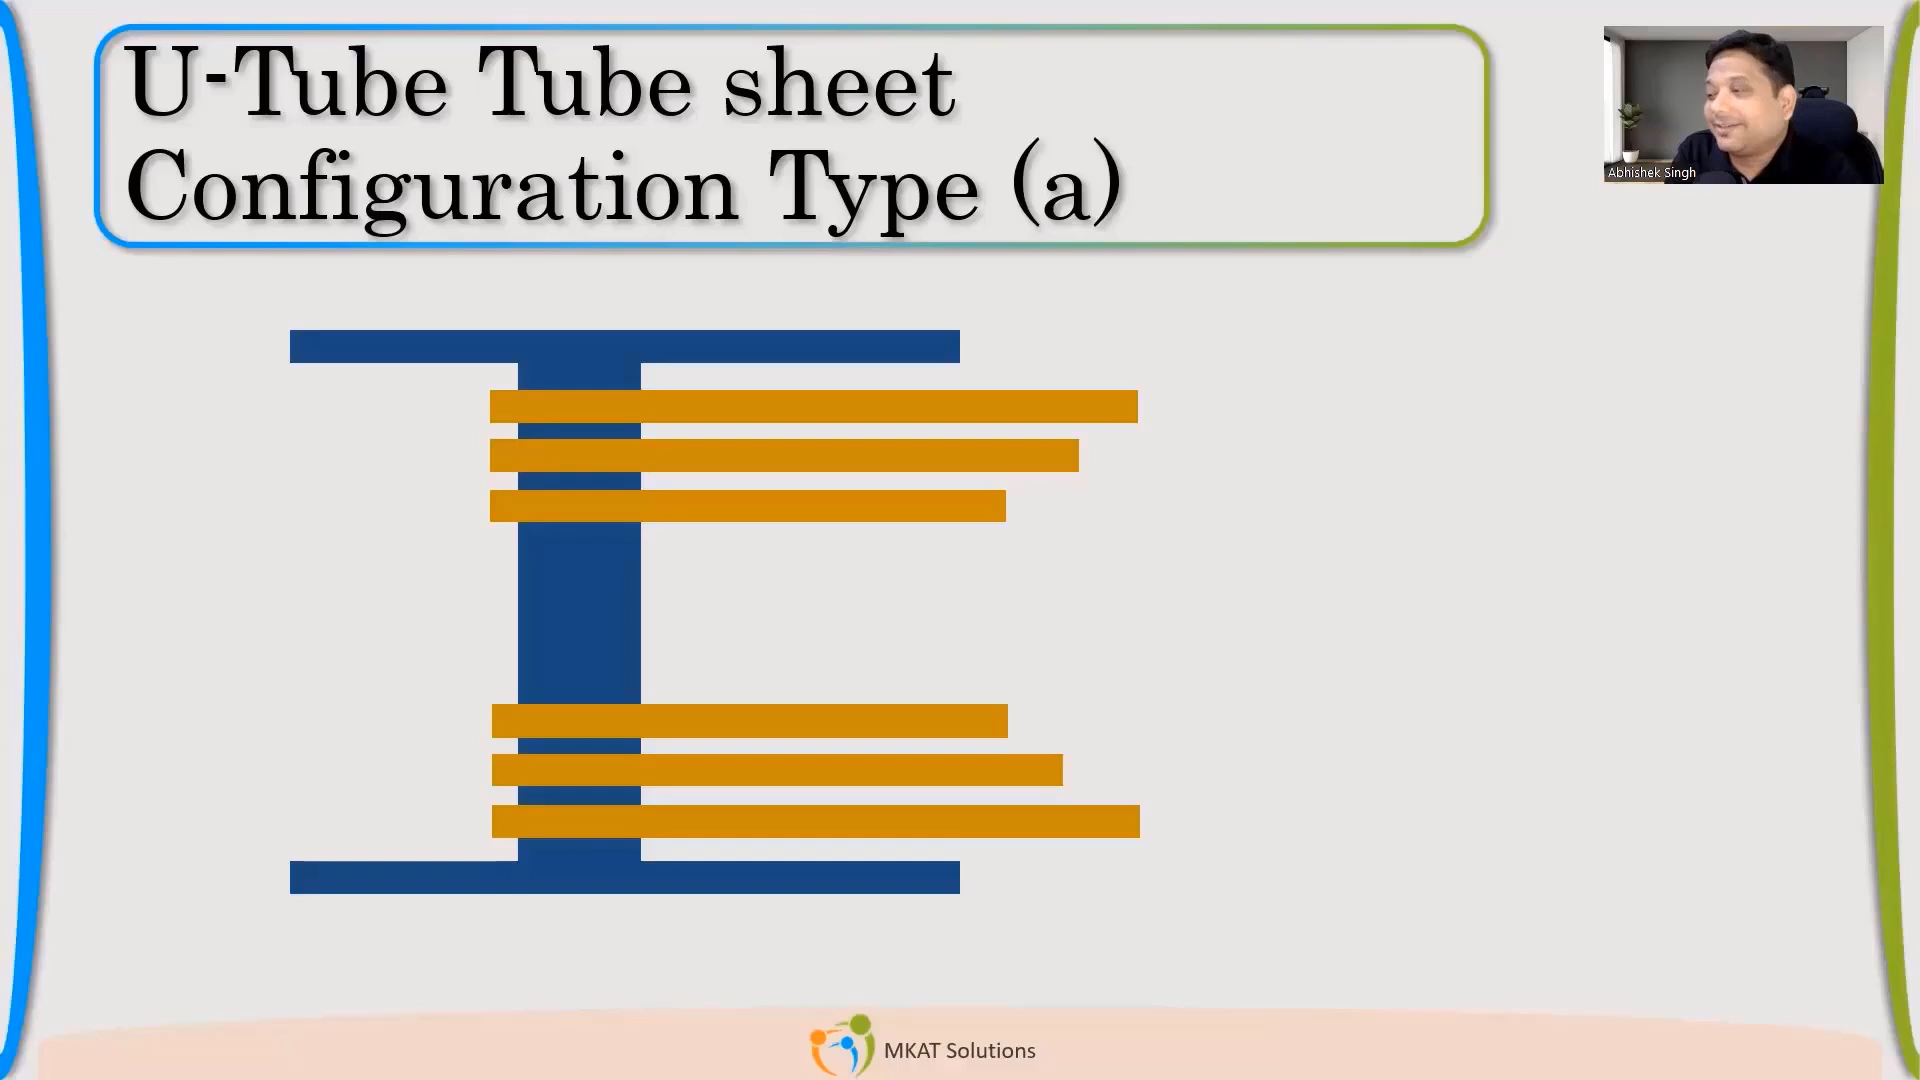 U-Tube Tube sheet
Configuration Type (a)
Abhishek Singh
MKAT Solutions